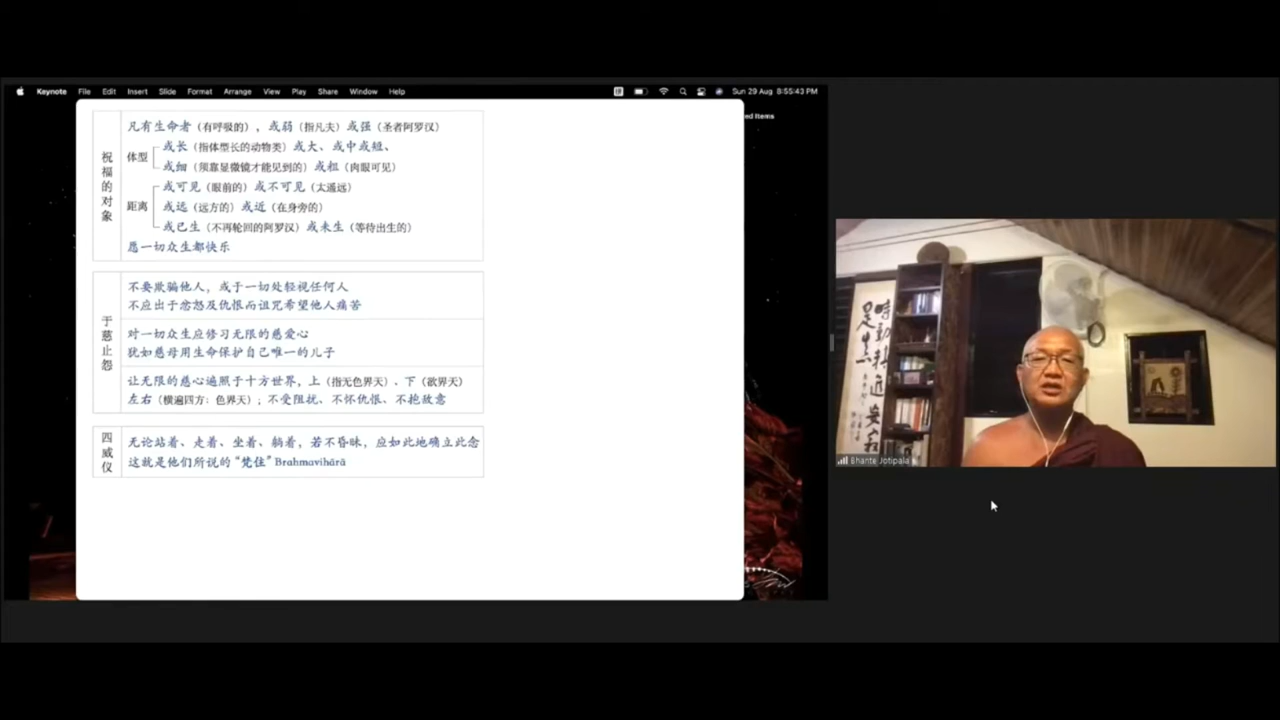 Keynote File Edit Insert Slide Format Arrange View Play Share Window Help
Sun 29 Aug 8:55:43 PM
ed Items
祝福的对象
凡有生命者（有呼吸的），或弱（指凡夫）或强（圣者阿罗汉）
体型
或长（指体型长的动物类）或大、或中或短、
或细（须靠显微镜才能见到的）或粗（肉眼可见）
距离
或可见（眼前的）或不可见（太遥远）
或远（远方的）或近（在身旁的）
或已生（不再轮回的阿罗汉）或未生（等待出生的）
愿一切众生都快乐
于慈止怨
不要欺骗他人，或于一切处轻视任何人
不应出于忿怒及仇恨而诅咒希望他人痛苦
对一切众生应修习无限的慈爱心
犹如慈母用生命保护自己唯一的儿子
让无限的慈心遍照于十方世界，上（指无色界天）、下（欲界天）
左右（横遍四方：色界天）；不受阻扰、不怀仇恨、不抱敌意
四威仪
无论站着、走着、坐着、躺着，若不昏昧，应如此地确立此念
这就是他们所说的“梵住”Brahmavihārā
Bhante Jotipala